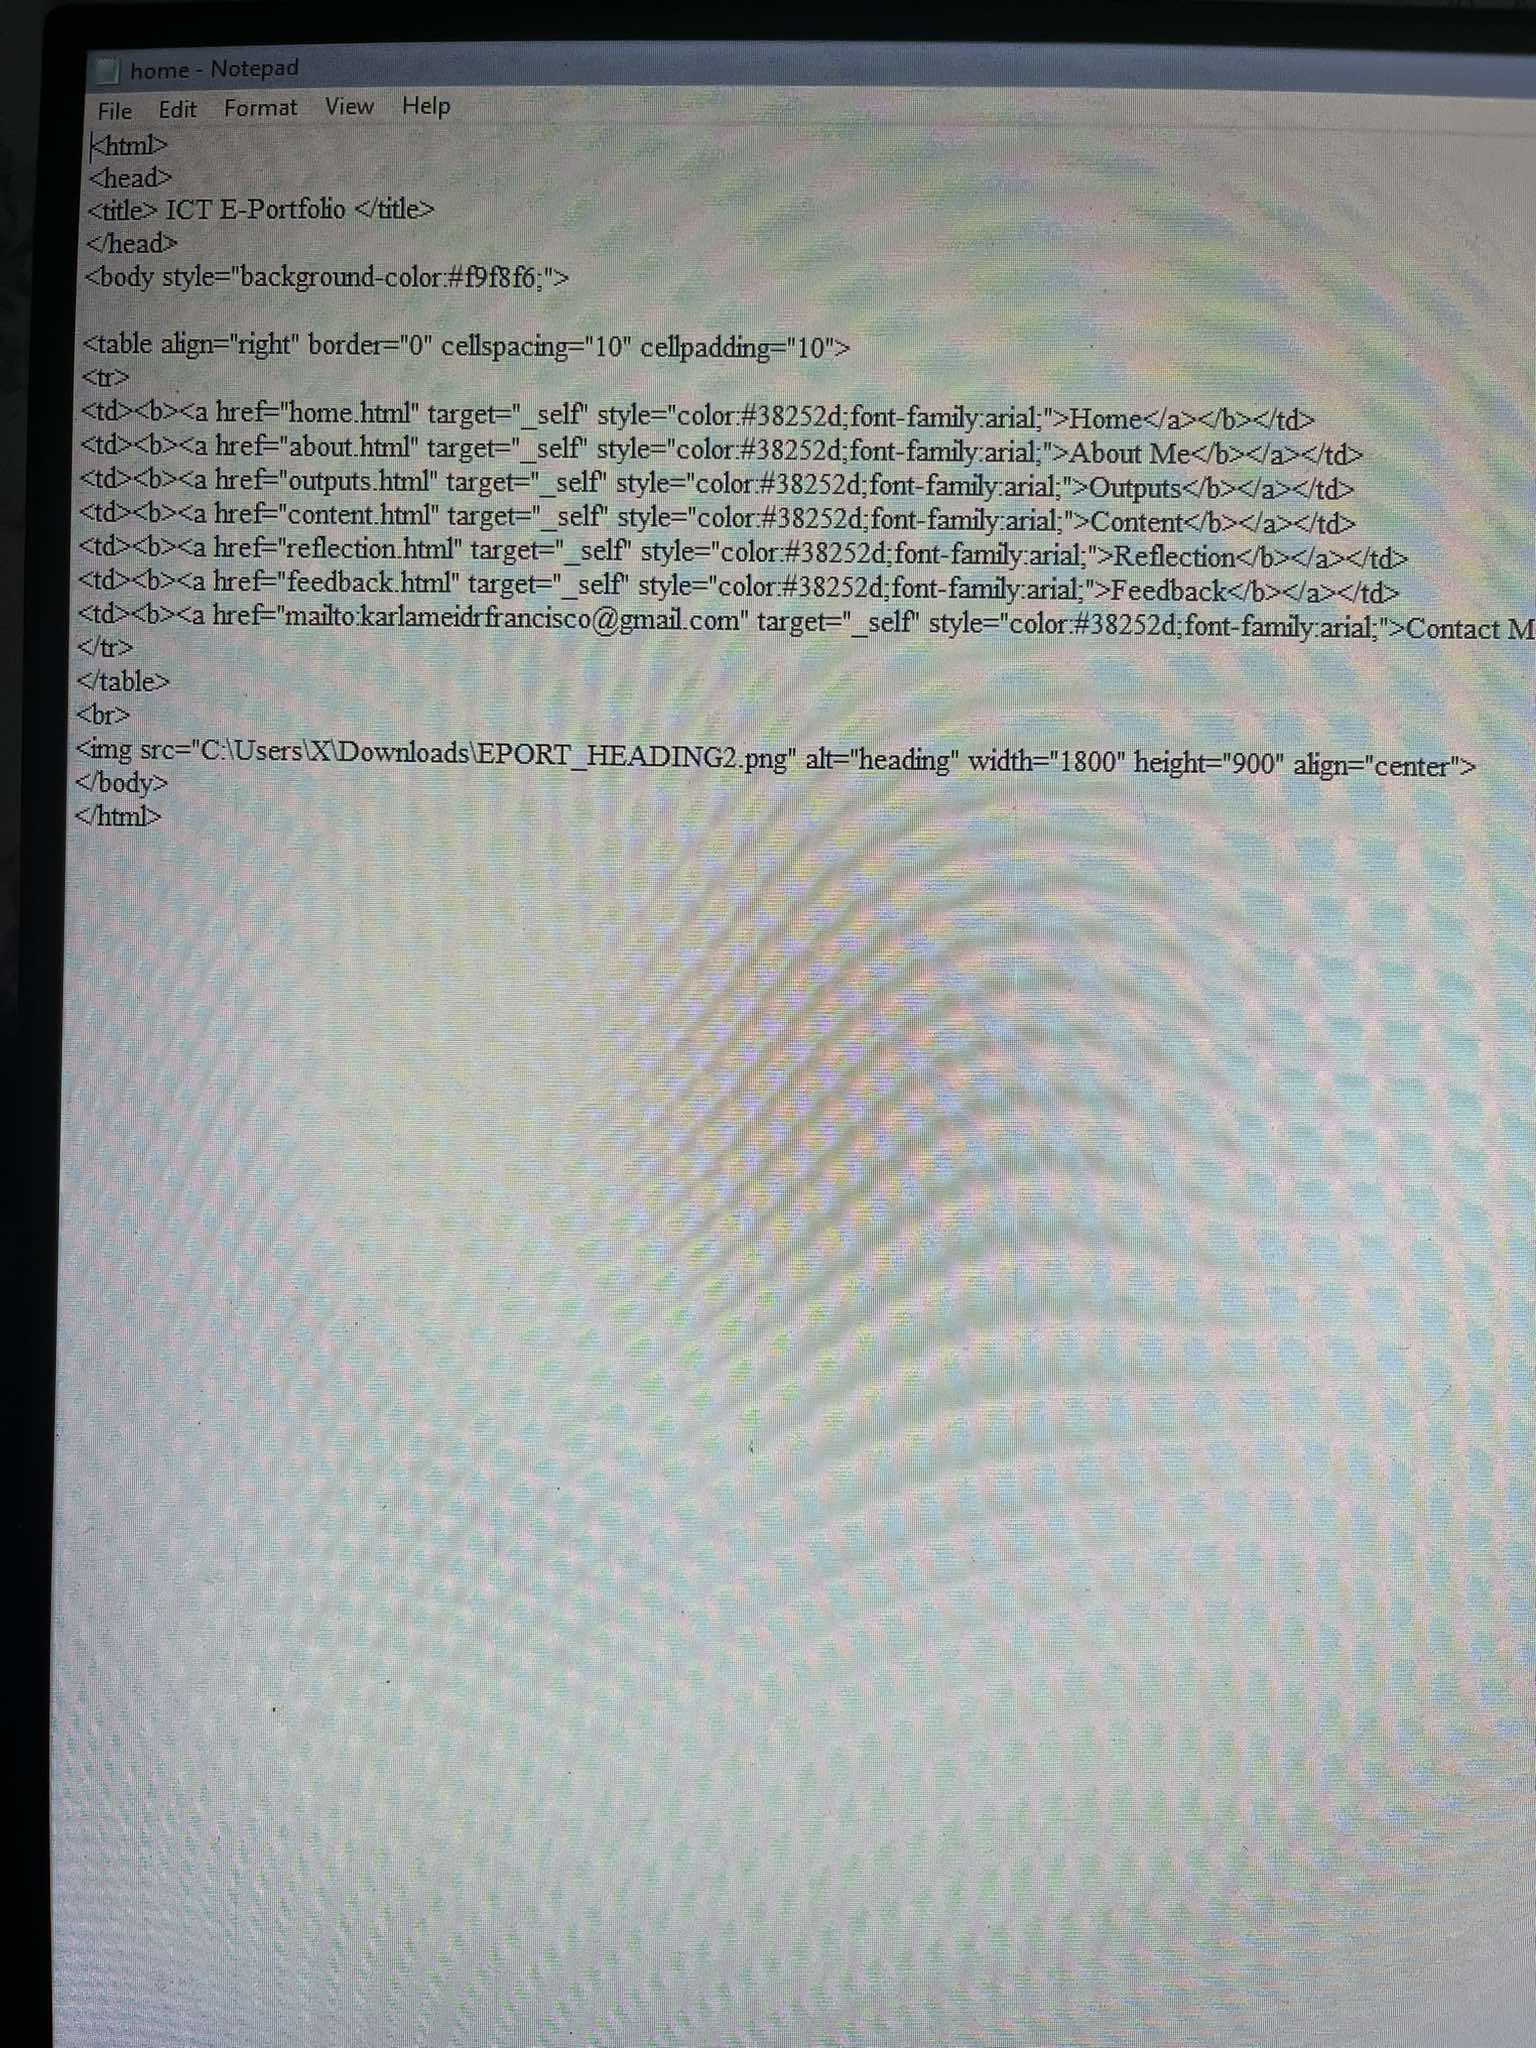 home - Notepad
File Edit Format View Help
<html>
<head>
<title> ICT E-Portfolio </title>
</head>
<body style="background-color:#f9f8f6;">
<table align="right" border="0" cellspacing="10" cellpadding="10">
<tr>
<td><b><a href="home.html" target="_self" style="color:#38252d;font-family:arial;">Home</a></b></td>
<td><b><a href="about.html" target="_self" style="color:#38252d;font-family:arial;">About Me</b></a></td>
<td><b><a href="outputs.html" target="_self" style="color:#38252d;font-family:arial;">Outputs</b></a></td>
<td><b><a href="content.html" target="_self" style="color:#38252d;font-family:arial;">Content</b></a></td>
<td><b><a href="reflection.html" target="_self" style="color:#38252d;font-family:arial;">Reflection</b></a></td>
<td><b><a href="feedback.html" target="_self" style="color:#38252d;font-family:arial;">Feedback</b></a></td>
<td><b><a href="mailto:karlameidrfrancisco@gmail.com" target="_self" style="color:#38252d;font-family:arial;">Contact M
</tr>
</table>
<br>
<img src="C:\Users\X\Downloads\EPORT_HEADING2.png" alt="heading" width="1800" height="900" align="center">
</body>
</html>